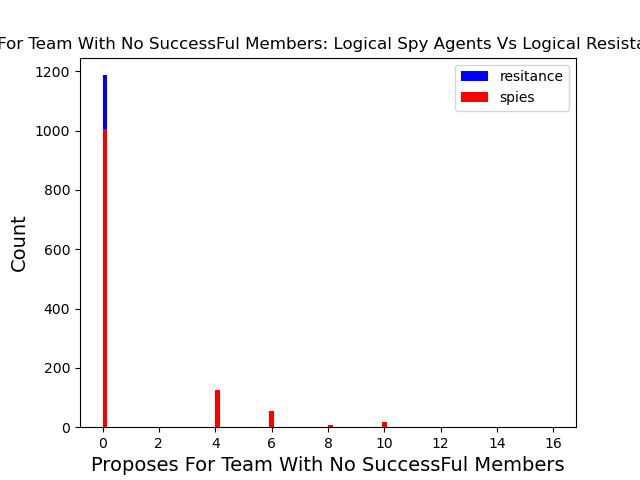 For Team With No SuccessFul Members: Logical Spy Agents Vs Logical Resista
resitance
spies
1200
1000
800
600
400
200
0
Count
0 2 4 6 8 10 12 14 16
Proposes For Team With No SuccessFul Members